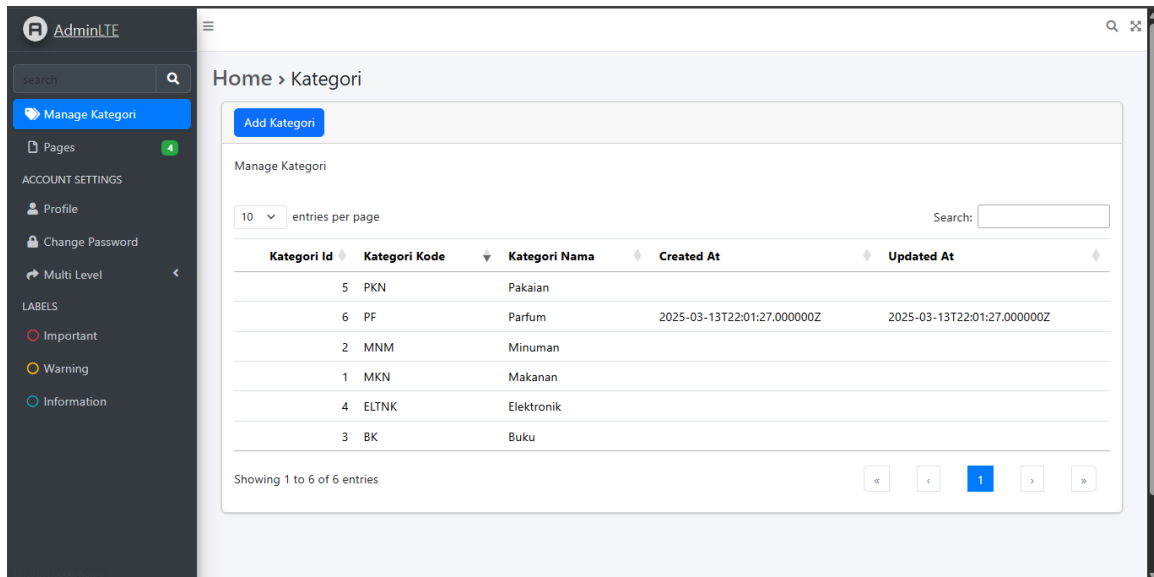 AdminLTE
search
Home › Kategori
Manage Kategori
Add Kategori
Pages 4
Manage Kategori
ACCOUNT SETTINGS
Profile
10 entries per page Search:
Change Password
Kategori Id Kategori Kode Kategori Nama Created At Updated At
Multi Level
5 PKN Pakaian
LABELS
6 PF Parfum 2025-03-13T22:01:27.000000Z 2025-03-13T22:01:27.000000Z
Important
2 MNM Minuman
Warning
1 MKN Makanan
Information
4 ELTNK Elektronik
3 BK Buku
Showing 1 to 6 of 6 entries « ‹ 1 › »